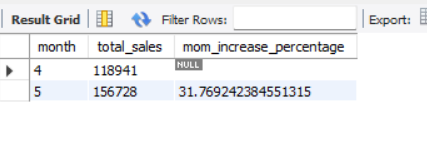 Result Grid Filter Rows: Export:
month total_sales mom_increase_percentage
4 118941 NULL
5 156728 31.769242384551315